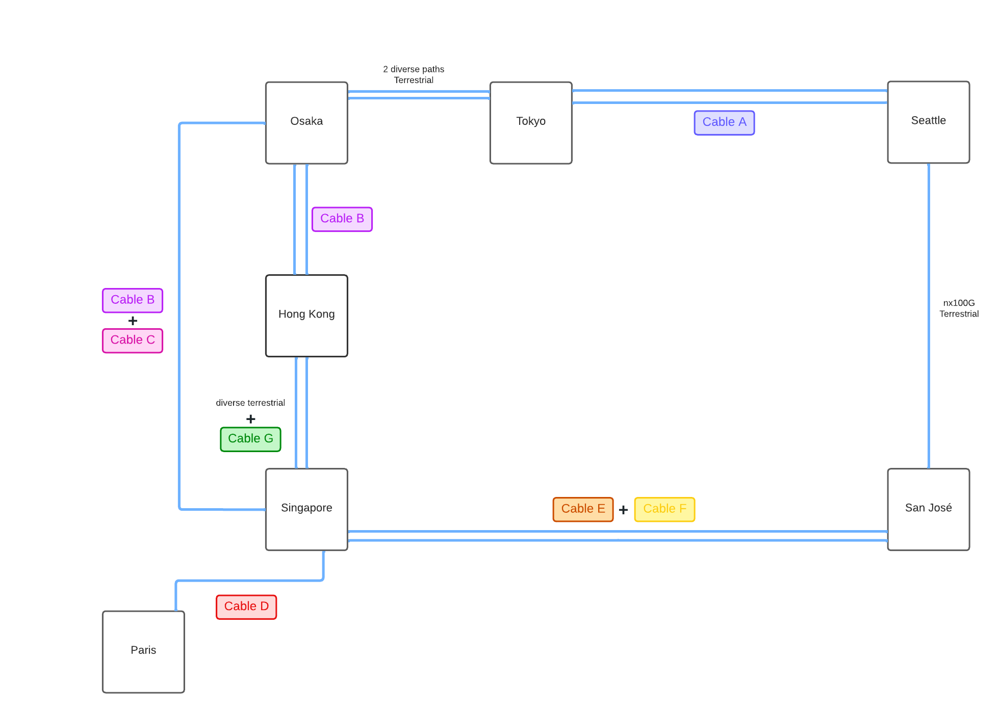 2 diverse paths
Terrestrial
Osaka
Tokyo
Seattle
Cable A
Cable B
Cable B
+
Cable C
Hong Kong
nx100G
Terrestrial
diverse terrestrial
+
Cable G
Singapore
Cable E + Cable F
San José
Cable D
Paris